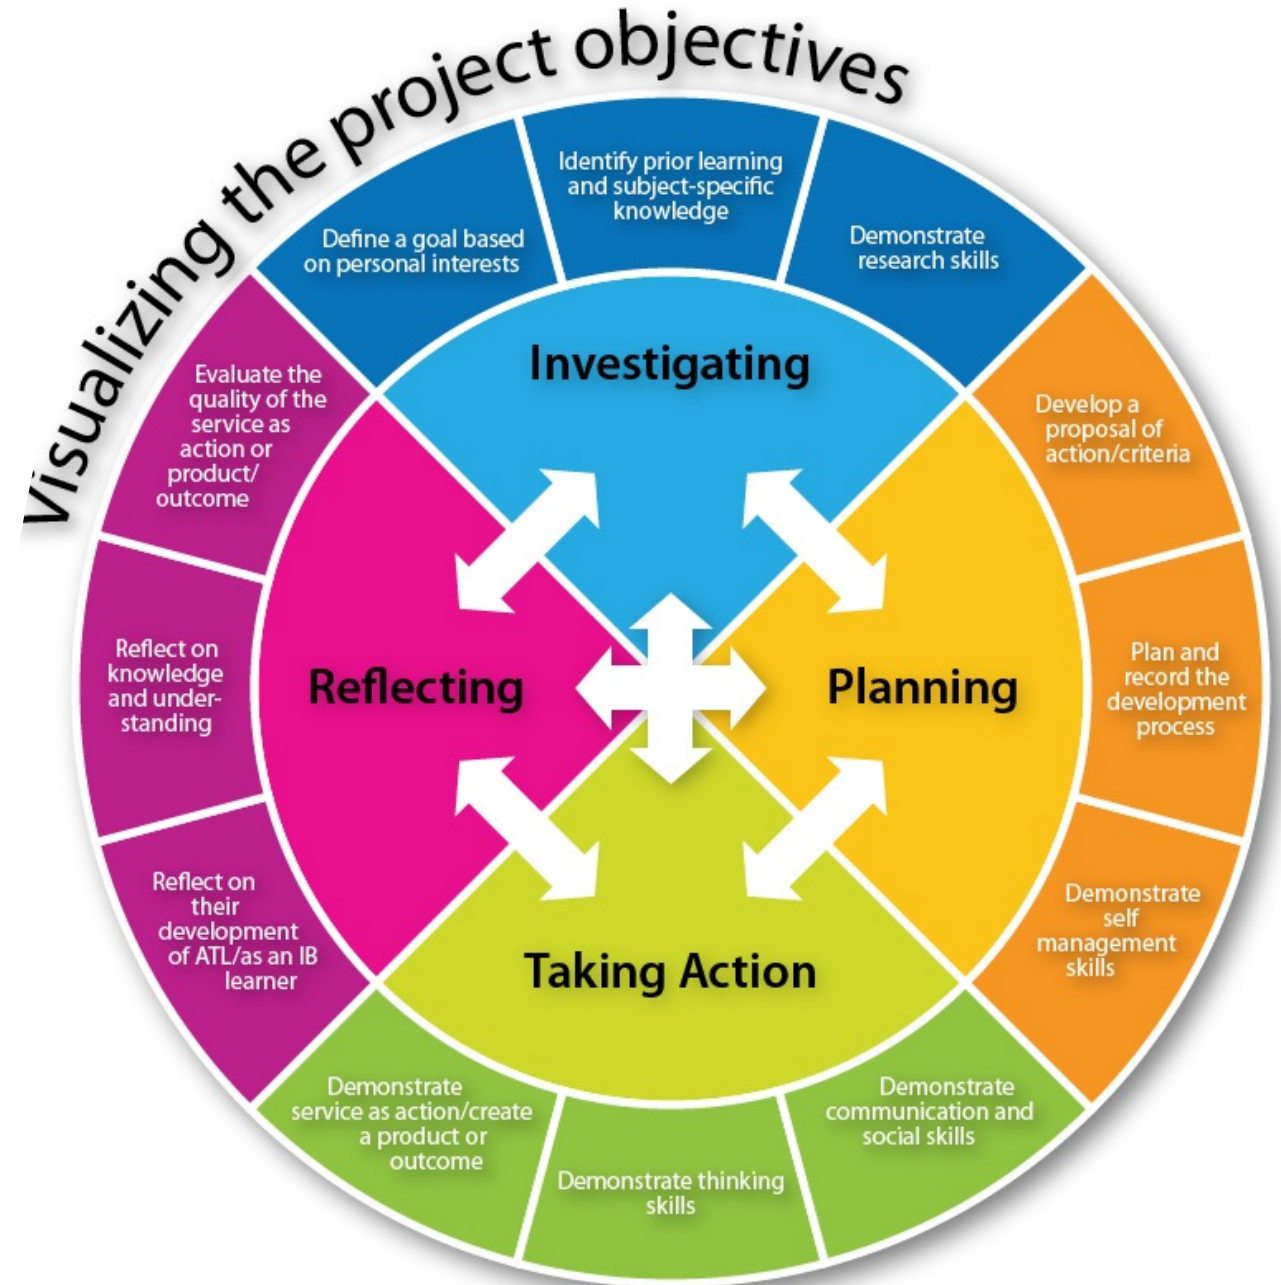 Visualizing the project objectives
Define a goal based
on personal interests
Identify prior learning
and subject-specific
knowledge
Demonstrate
research skills
Investigating
Develop a
proposal of
action/criteria
Plan and
record the
development
process
Demonstrate
self
management
skills
Planning
Demonstrate
communication and
social skills
Demonstrate thinking
skills
Demonstrate
service as action/create
a product or
outcome
Taking Action
Reflect on
their
development
of ATL/as an IB
learner
Reflect on
knowledge
and under-
standing
Evaluate the
quality of the
service as
action or
product/
outcome
Reflecting